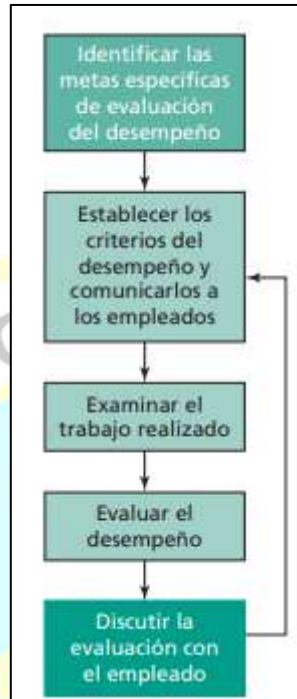 Identificar las
metas específicas
de evaluación
del desempeño
Establecer los
criterios del
desempeño y
comunicarlos a
los empleados
Examinar el
trabajo realizado
Evaluar el
desempeño
Discutir la
evaluación con
el empleado